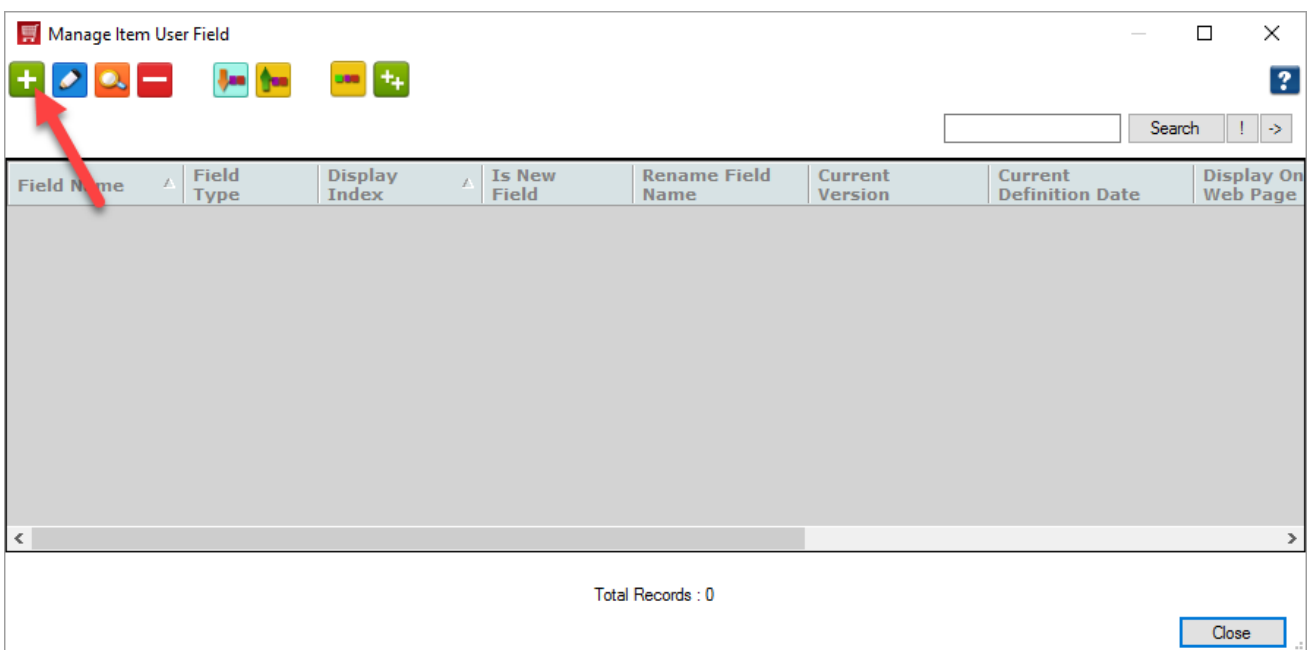 Manage Item User Field
?
Search ! ->
Field Name Field Type Display Index Is New Field Rename Field Name Current Version Current Definition Date Display On Web Page
Total Records : 0
Close